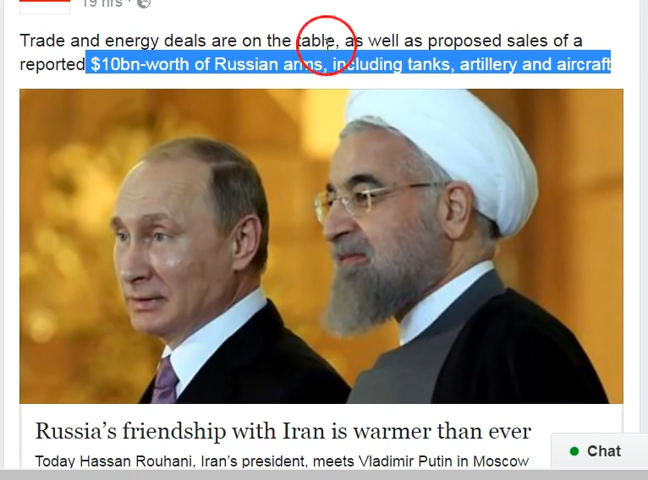 19 hrs ·
Trade and energy deals are on the table, as well as proposed sales of a
reported $10bn-worth of Russian arms, including tanks, artillery and aircraft
Russia’s friendship with Iran is warmer than ever
Today Hassan Rouhani, Iran’s president, meets Vladimir Putin in Moscow
Chat